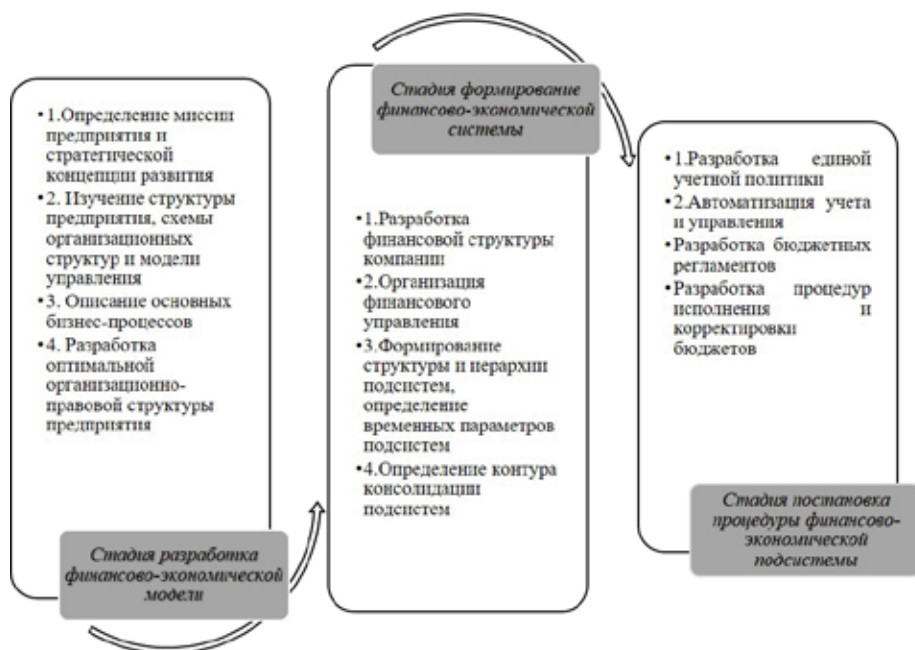 •1.Определение миссии
предприятия и
стратегической
концепции развития
•2. Изучение структуры
предприятия, схемы
организационных
структур и модели
управления
•3. Описание основных
бизнес-процессов
•4. Разработка
оптимальной
организационно-
правовой структуры
предприятия
Стадия разработка
финансово-экономической
модели
Стадия формирование
финансово-экономической
системы
•1.Разработка
финансовой структуры
компании
•2.Организация
финансового
управления
•3.Формирование
структуры и иерархии
подсистем,
определение
временных параметров
подсистем
•4.Определение контура
консолидации
подсистем
•1.Разработка единой
учетной политики
•2.Автоматизация учета
и управления
•Разработка бюджетных
регламентов
•Разработка процедур
исполнения и
корректировки
бюджетов
Стадия постановка
процедуры финансово-
экономической
подсистемы